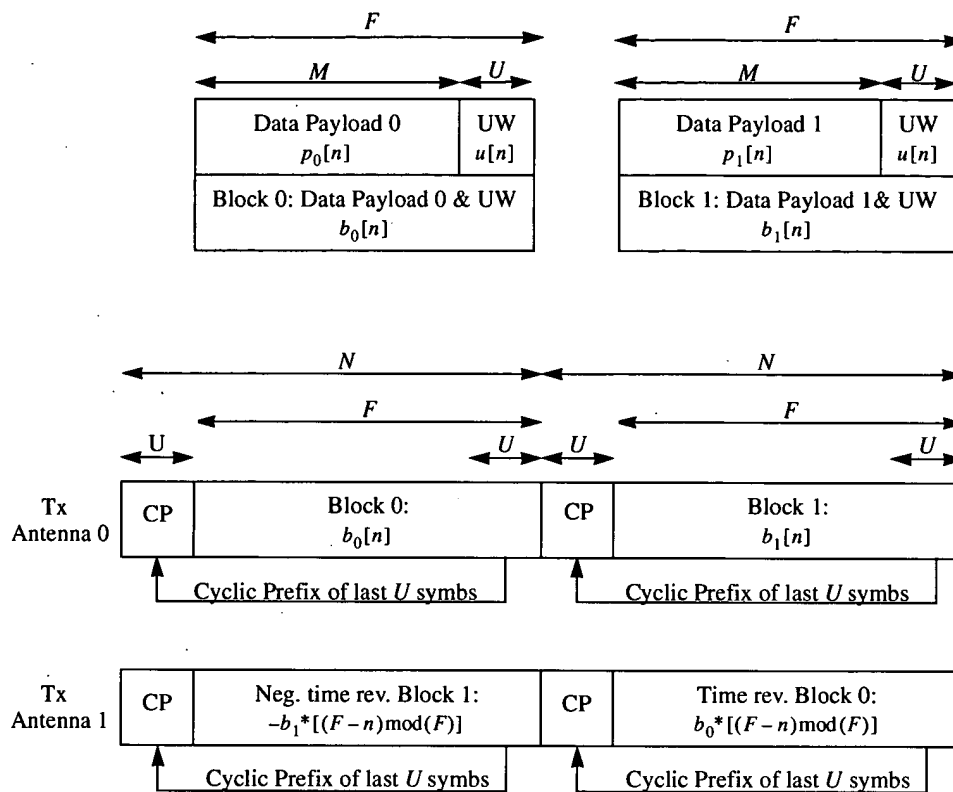 F F
M U M U
Data Payload 0 UW Data Payload 1 UW
p₀[n] u[n] p₁[n] u[n]
Block 0: Data Payload 0 & UW Block 1: Data Payload 1& UW
b₀[n] b₁[n]
N N
F F
U U U U
Tx Antenna 0
CP
Block 0:
b₀[n]
CP
Block 1:
b₁[n]
Cyclic Prefix of last U symbs Cyclic Prefix of last U symbs
Tx Antenna 1
CP
Neg. time rev. Block 1:
−b₁*[(F−n)mod(F)]
CP
Time rev. Block 0:
b₀*[(F−n)mod(F)]
Cyclic Prefix of last U symbs Cyclic Prefix of last U symbs